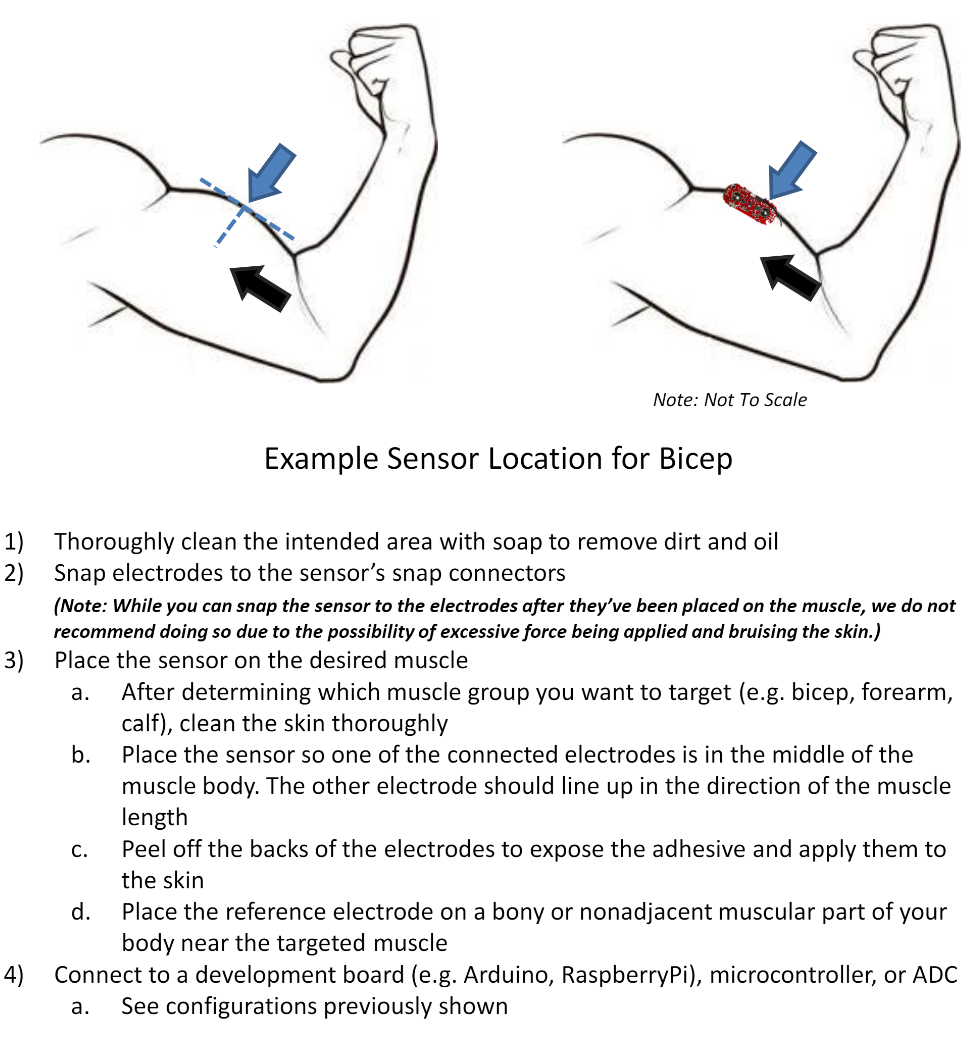 Note: Not To Scale
Example Sensor Location for Bicep
1) Thoroughly clean the intended area with soap to remove dirt and oil
2) Snap electrodes to the sensor’s snap connectors
(Note: While you can snap the sensor to the electrodes after they’ve been placed on the muscle, we do not
recommend doing so due to the possibility of excessive force being applied and bruising the skin.)
3) Place the sensor on the desired muscle
a. After determining which muscle group you want to target (e.g. bicep, forearm,
calf), clean the skin thoroughly
b. Place the sensor so one of the connected electrodes is in the middle of the
muscle body. The other electrode should line up in the direction of the muscle
length
c. Peel off the backs of the electrodes to expose the adhesive and apply them to
the skin
d. Place the reference electrode on a bony or nonadjacent muscular part of your
body near the targeted muscle
4) Connect to a development board (e.g. Arduino, RaspberryPi), microcontroller, or ADC
a. See configurations previously shown